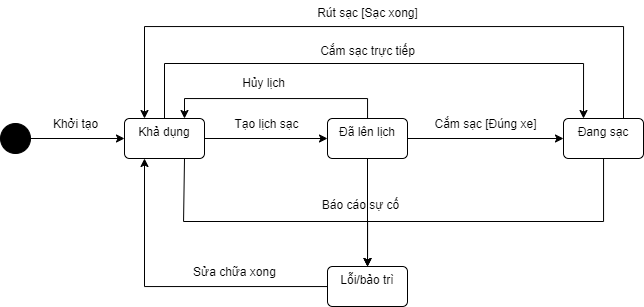 Rút sạc [Sạc xong]
Cắm sạc trực tiếp
Hủy lịch
Khởi tạo
Khả dụng
Tạo lịch sạc
Đã lên lịch
Cắm sạc [Đúng xe]
Đang sạc
Báo cáo sự cố
Sửa chữa xong
Lỗi/bảo trì